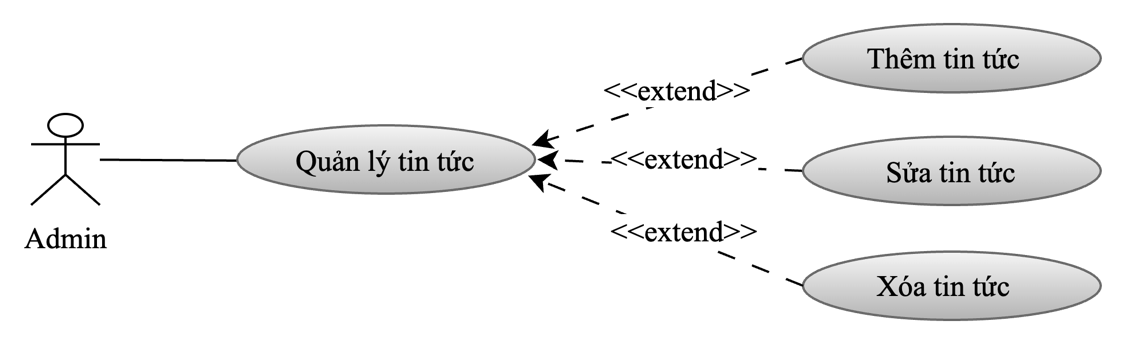 Thêm tin tức
<<extend>>
Quản lý tin tức
<<extend>>
Sửa tin tức
Admin
<<extend>>
Xóa tin tức